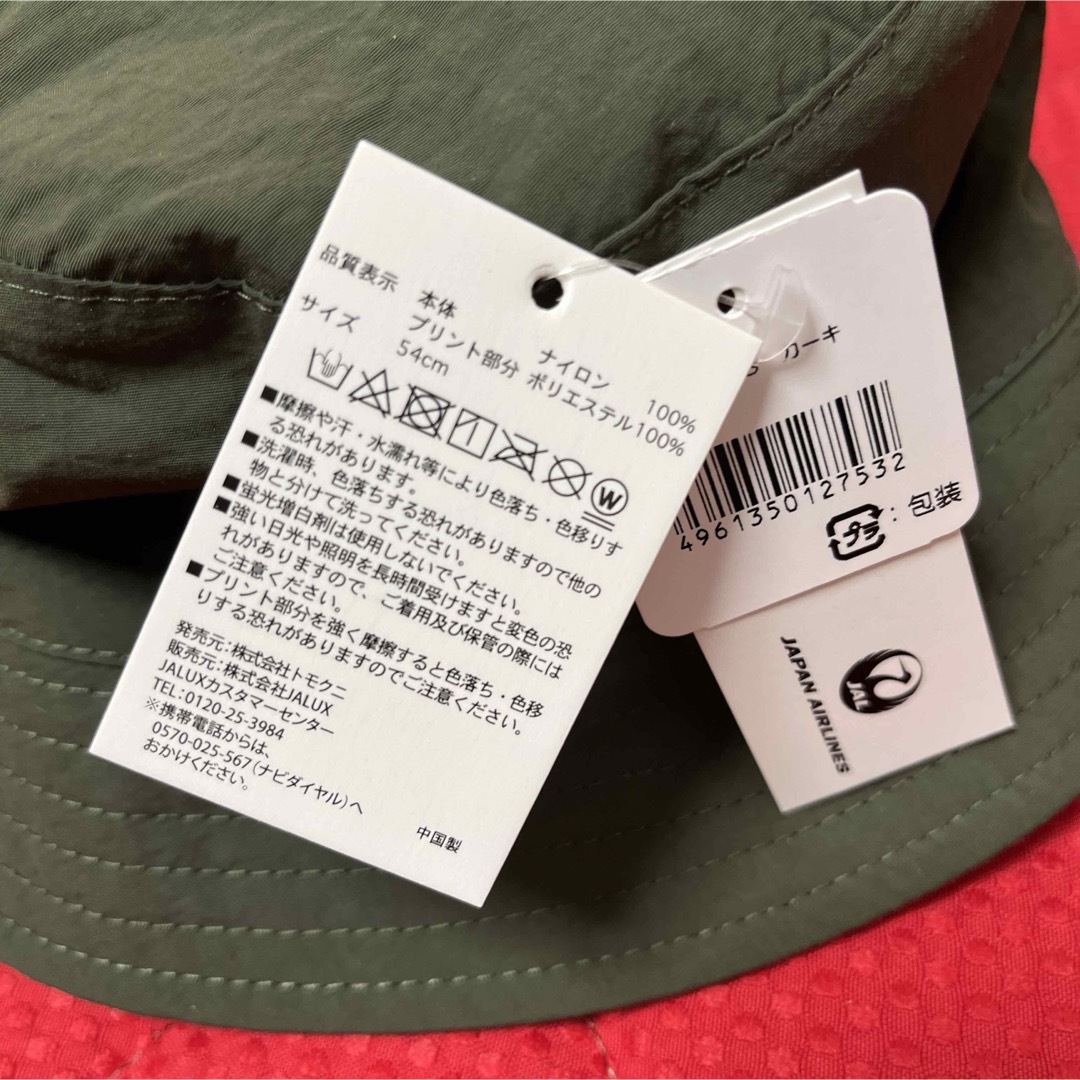 品質表示 本体 ナイロン 100%
プリント部分 ポリエステル100%
サイズ 54cm
W
■摩擦や汗・水濡れ等により色落ち・色移りす
る恐れがあります。
■洗濯時、色落ちする恐れがありますので他の
物と分けて洗ってください。
■蛍光増白剤は使用しないでください。
■強い日光や照明を長時間受けますと変色の恐
れがありますので、ご着用及び保管の際には
ご注意ください。
■プリント部分を強く摩擦すると色落ち・色移
りする恐れがありますのでご注意ください。
発売元:株式会社トモクニ
販売元:株式会社JALUX
JALUXカスタマーセンター
TEL:0120-25-3984
※携帯電話からは、
0570-025-567(ナビダイヤル)へ
おかけください。
中国製
カーキ
4961350127532
プラ:包装
JAL
JAPAN AIRLINES